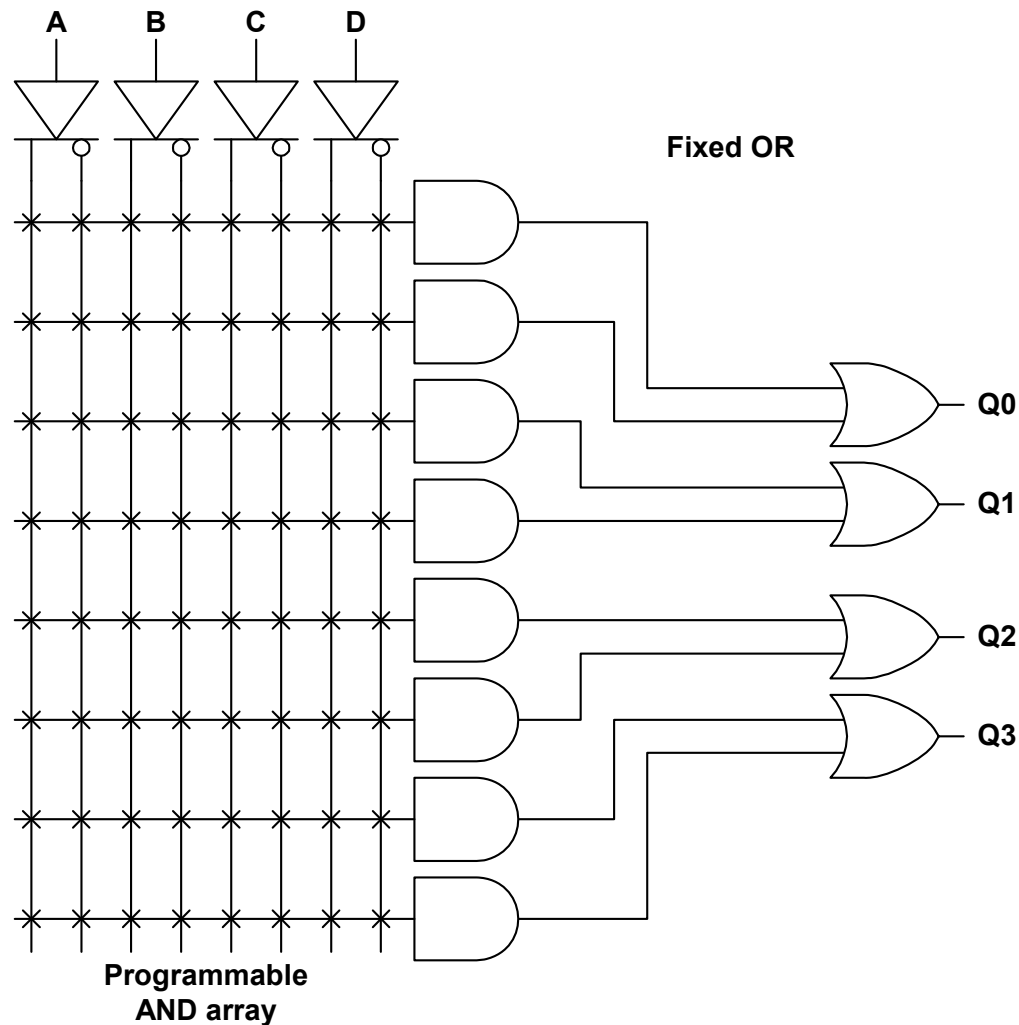 A B C D
Fixed OR
Q0
Q1
Q2
Q3
Programmable
AND array